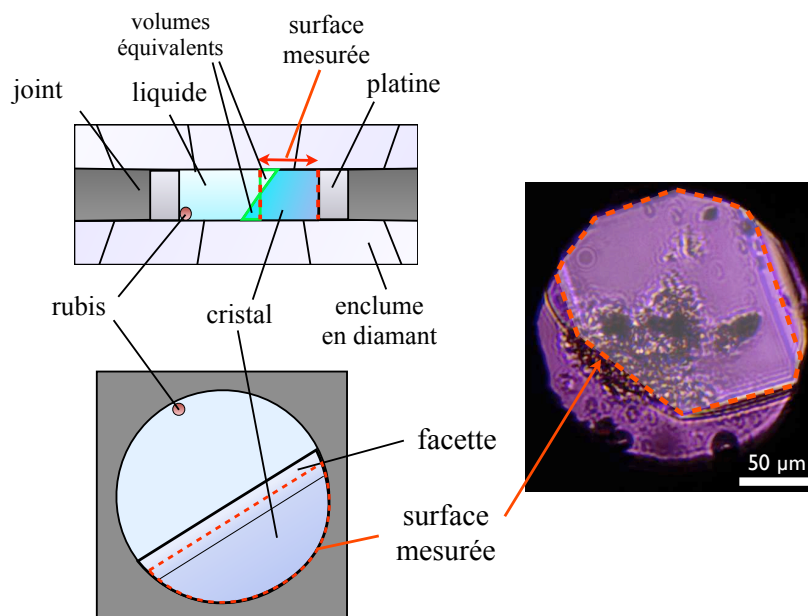 volumes
équivalents
surface
mesurée
joint
liquide
platine
rubis
cristal
enclume
en diamant
facette
surface
mesurée
50 µm